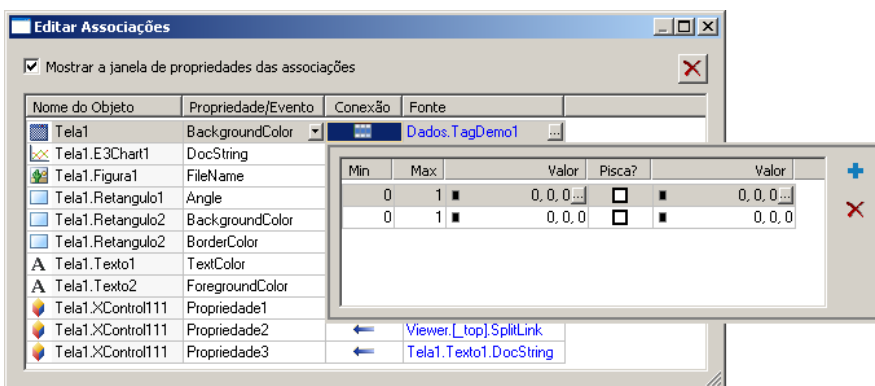 Editar Associações
Mostrar a janela de propriedades das associações
Nome do Objeto Propriedade/Evento Conexão Fonte
Tela1 BackgroundColor Dados.TagDemo1 ...
Tela1.E3Chart1 DocString
Tela1.Figura1 FileName
Tela1.Retangulo1 Angle
Tela1.Retangulo2 BackgroundColor
Tela1.Retangulo2 BorderColor
Tela1.Texto1 TextColor
Tela1.Texto2 ForegroundColor
Tela1.XControl111 Propriedade1
Tela1.XControl111 Propriedade2 Viewer.[_top].SplitLink
Tela1.XControl111 Propriedade3 Tela1.Texto1.DocString
Min Max Valor Pisca? Valor
0 1 0, 0, 0 ... 0, 0, 0 ...
0 1 0, 0, 0 0, 0, 0